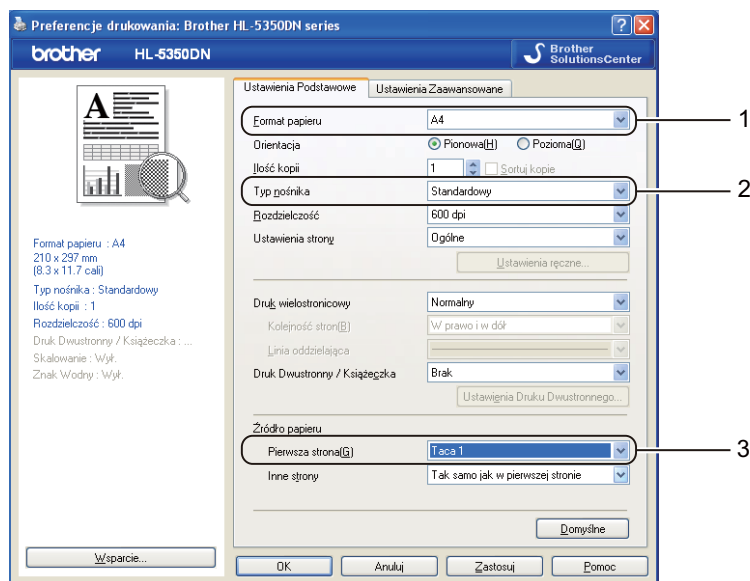 Preferencje drukowania: Brother HL-5350DN series
brother HL-5350DN
Brother
SolutionsCenter
Ustawienia Podstawowe
Ustawienia Zaawansowane
Format papieru A4 1
Orientacja Pionowa(H) Pozioma(Q)
Ilość kopii 1 Sortuj kopie
Typ nośnika Standardowy 2
Rozdzielczość 600 dpi
Ustawienia strony Ogólne
Ustawienia ręczne...
Druk wielostronicowy Normalny
Kolejność stron(B) W prawo i w dół
Linia oddzielająca
Druk Dwustronny / Książeczka Brak
Ustawienia Druku Dwustronnego...
Źródło papieru
Pierwsza strona(G) Taca 1 3
Inne strony Tak samo jak w pierwszej stronie
Domyślne
A
Format papieru : A4
210 x 297 mm
(8.3 x 11.7 cali)
Typ nośnika : Standardowy
Ilość kopii : 1
Rozdzielczość : 600 dpi
Druk Dwustronny / Książeczka : ...
Skalowanie : Wył.
Znak Wodny : Wył.
Wsparcie...
OK
Anuluj
Zastosuj
Pomoc